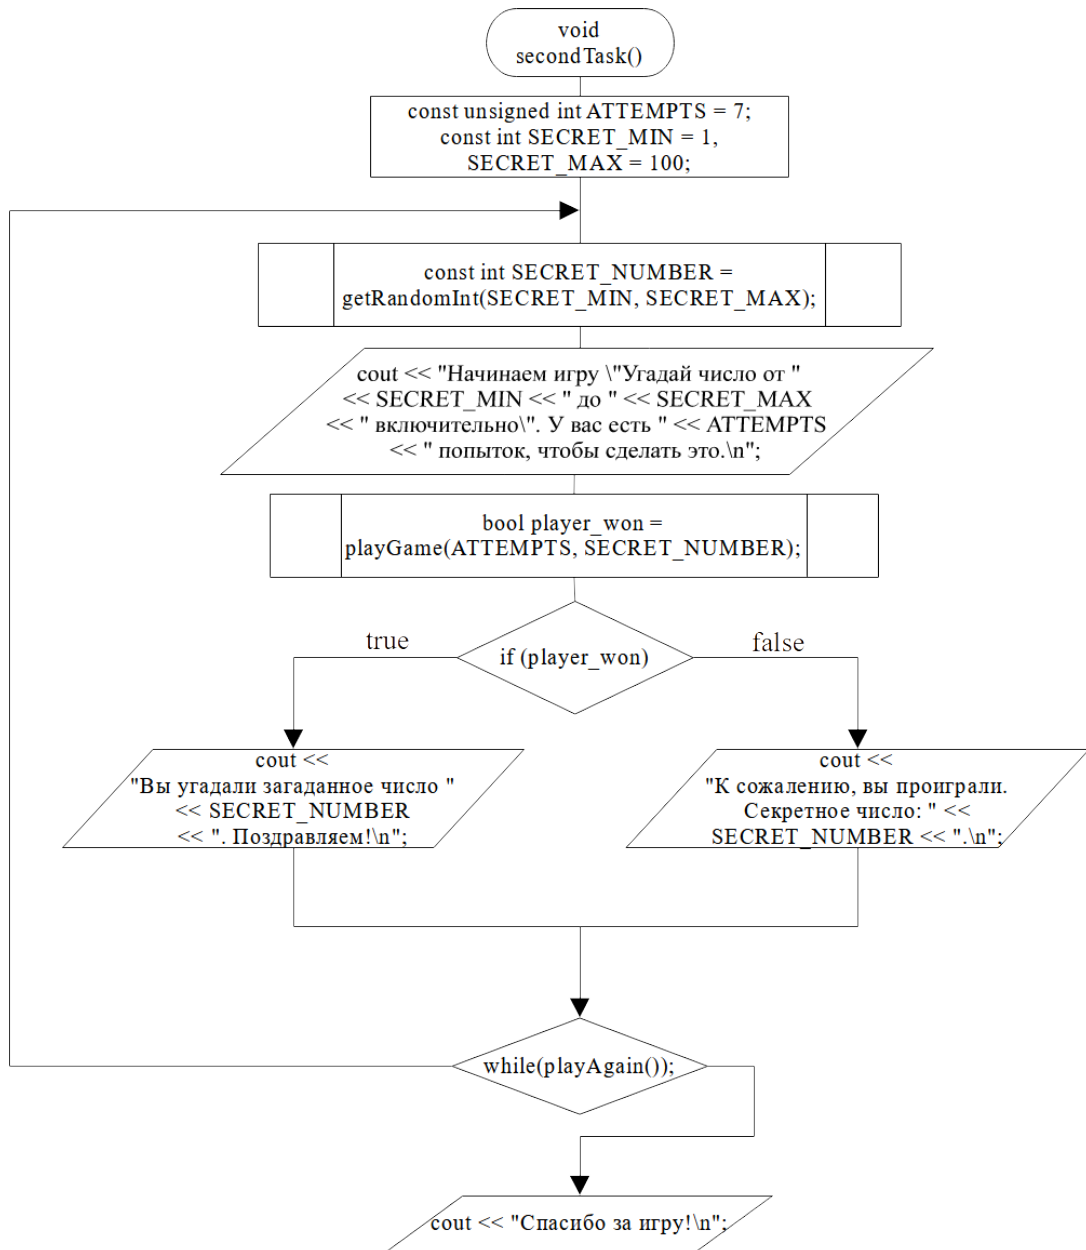 void
secondTask()
const unsigned int ATTEMPTS = 7;
const int SECRET_MIN = 1,
SECRET_MAX = 100;
const int SECRET_NUMBER =
getRandomInt(SECRET_MIN, SECRET_MAX);
cout << "Начинаем игру \"Угадай число от "
<< SECRET_MIN << " до " << SECRET_MAX
<< " включительно\". У вас есть " << ATTEMPTS
<< " попыток, чтобы сделать это.\n";
bool player_won =
playGame(ATTEMPTS, SECRET_NUMBER);
if (player_won)
true
false
cout <<
"Вы угадали загаданное число "
<< SECRET_NUMBER
<< ". Поздравляем!\n";
cout <<
"К сожалению, вы проиграли.
Секретное число: " <<
SECRET_NUMBER << ".\n";
while(playAgain());
cout << "Спасибо за игру!\n";